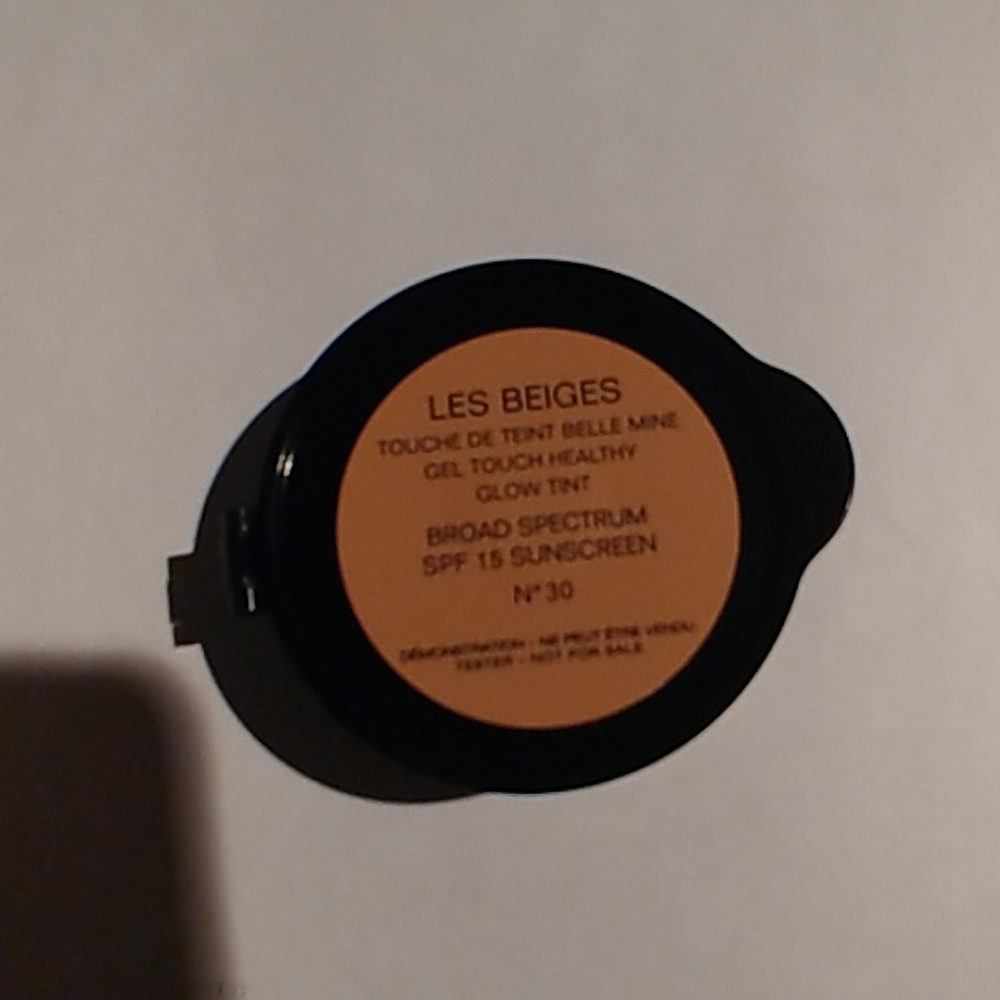 LES BEIGES
TOUCHE DE TEINT BELLE MINE
GEL TOUCH HEALTHY
GLOW TINT
BROAD SPECTRUM
SPF 15 SUNSCREEN
N° 30
DÉMONSTRATION - NE PEUT ÊTRE VENDU
TESTER - NOT FOR SALE